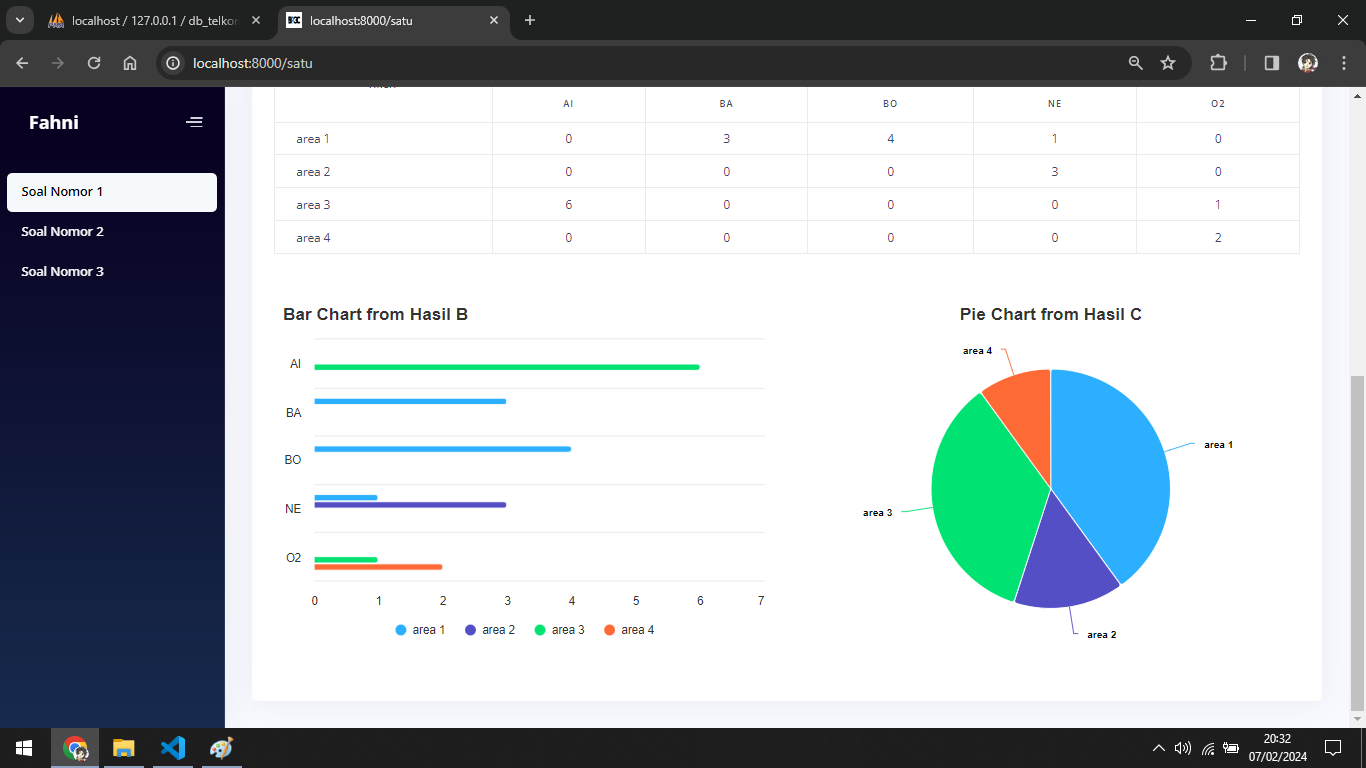 localhost / 127.0.0.1 / db_telkon
localhost:8000/satu
localhost:8000/satu
Fahni
Soal Nomor 1
Soal Nomor 2
Soal Nomor 3
AI BA BO NE O2
area 1 0 3 4 1 0
area 2 0 0 0 3 0
area 3 6 0 0 0 1
area 4 0 0 0 0 2
Bar Chart from Hasil B
AI
BA
BO
NE
O2
0 1 2 3 4 5 6 7
area 1 area 2 area 3 area 4
Pie Chart from Hasil C
area 4
area 1
area 3
area 2
20:32
07/02/2024